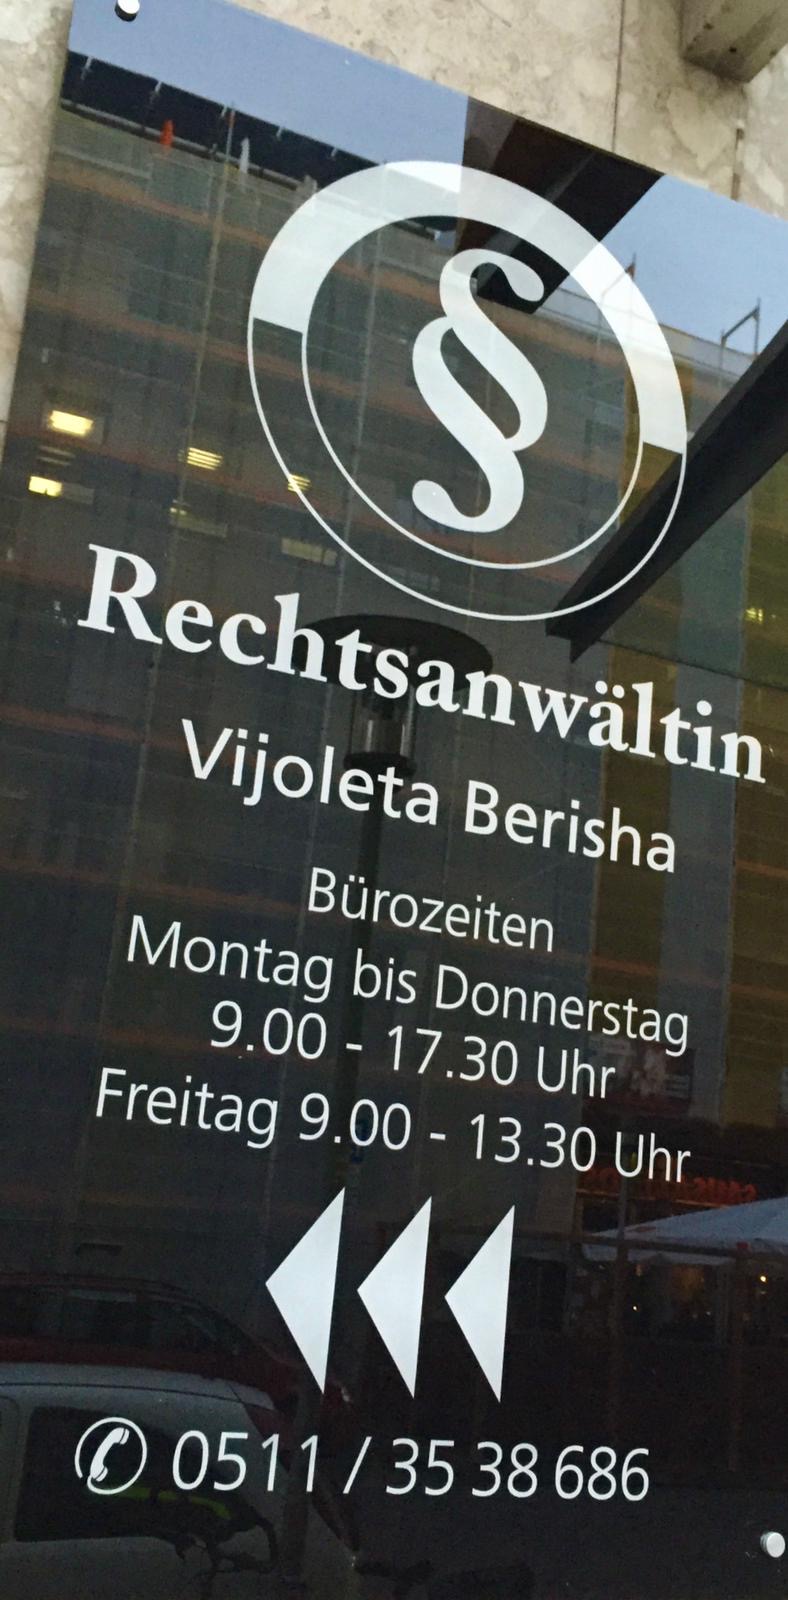 §
Rechtsanwältin
Vijoleta Berisha
Bürozeiten
Montag bis Donnerstag
9.00 - 17.30 Uhr
Freitag 9.00 - 13.30 Uhr
0511 / 35 38 686